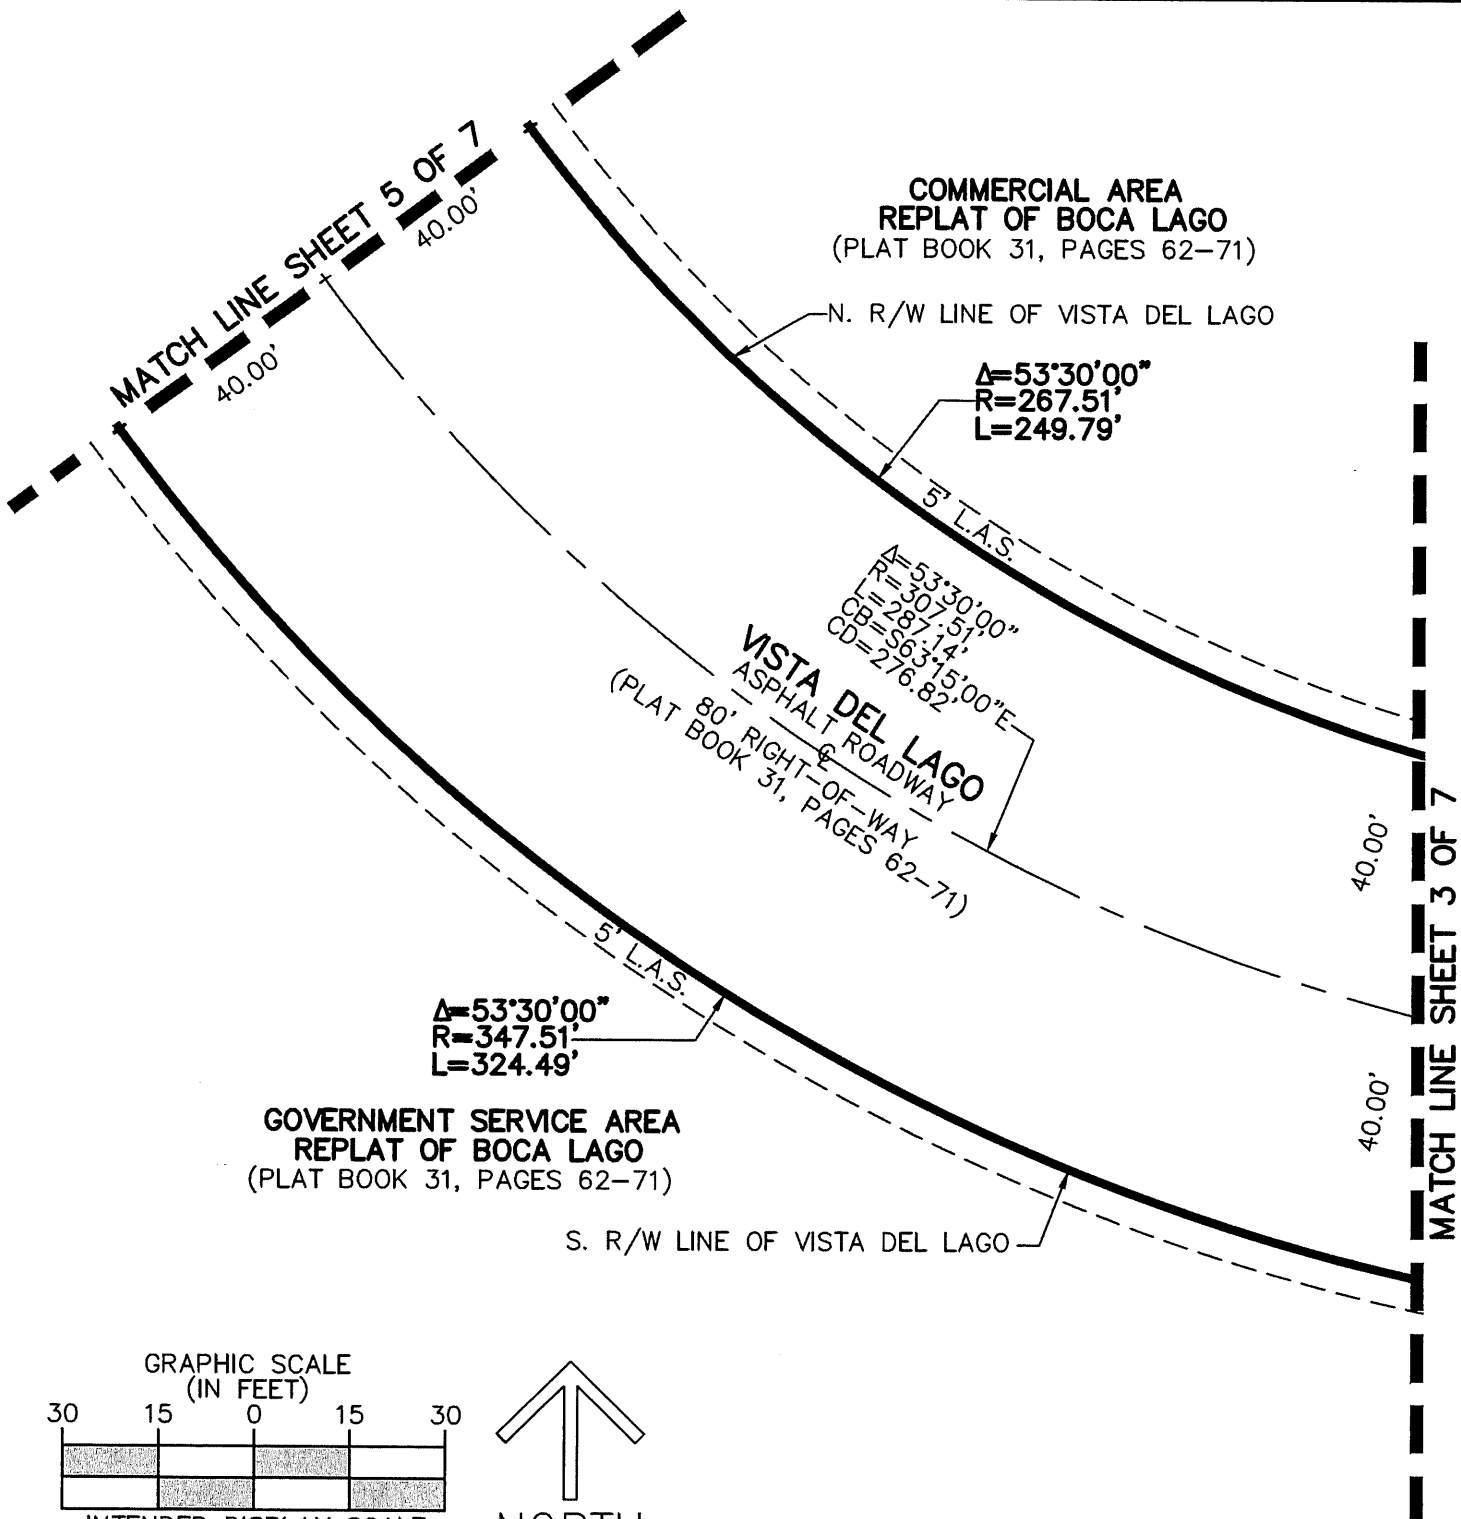 MATCH LINE SHEET 5 OF 7
40.00'
40.00'
COMMERCIAL AREA
REPLAT OF BOCA LAGO
(PLAT BOOK 31, PAGES 62-71)
N. R/W LINE OF VISTA DEL LAGO
Δ=53°30'00"
R=267.51'
L=249.79'
5' L.A.S.
Δ=53°30'00"
R=307.51'
L=287.14'
CB=S63°15'00"E
CD=276.82'
VISTA DEL LAGO
ASPHALT ROADWAY
℄
80' RIGHT-OF-WAY
(PLAT BOOK 31, PAGES 62-71)
40.00'
40.00'
MATCH LINE SHEET 3 OF 7
5' L.A.S.
Δ=53°30'00"
R=347.51'
L=324.49'
GOVERNMENT SERVICE AREA
REPLAT OF BOCA LAGO
(PLAT BOOK 31, PAGES 62-71)
S. R/W LINE OF VISTA DEL LAGO
GRAPHIC SCALE
(IN FEET)
30 15 0 15 30
INTENDED DISPLAY SCALE
NORTH